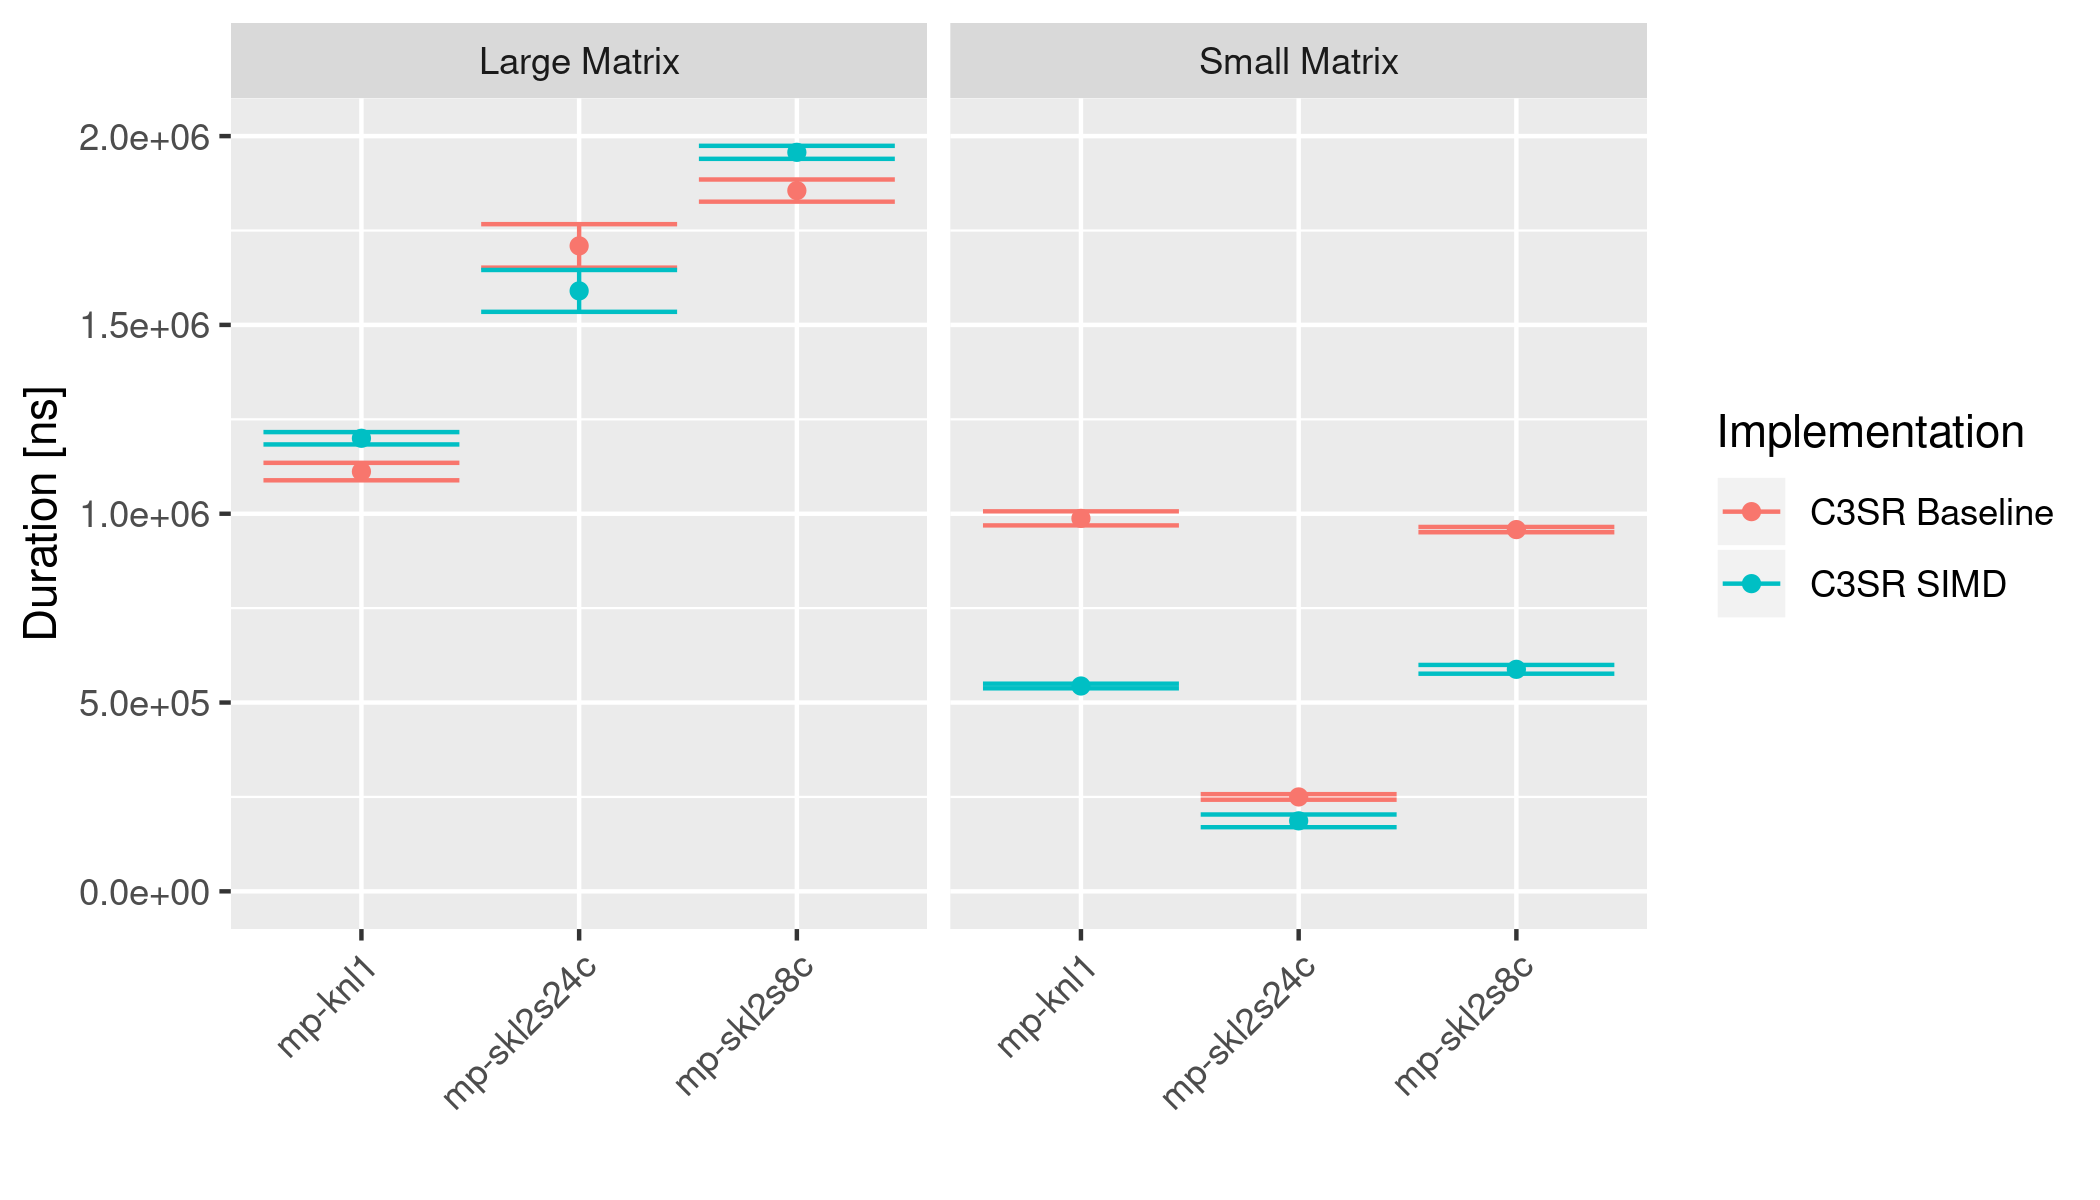 Large Matrix
Small Matrix
2.0e+06
1.5e+06
1.0e+06
5.0e+05
0.0e+00
Duration [ns]
mp-knl1
mp-skl2s24c
mp-skl2s8c
mp-knl1
mp-skl2s24c
mp-skl2s8c
Implementation
C3SR Baseline
C3SR SIMD